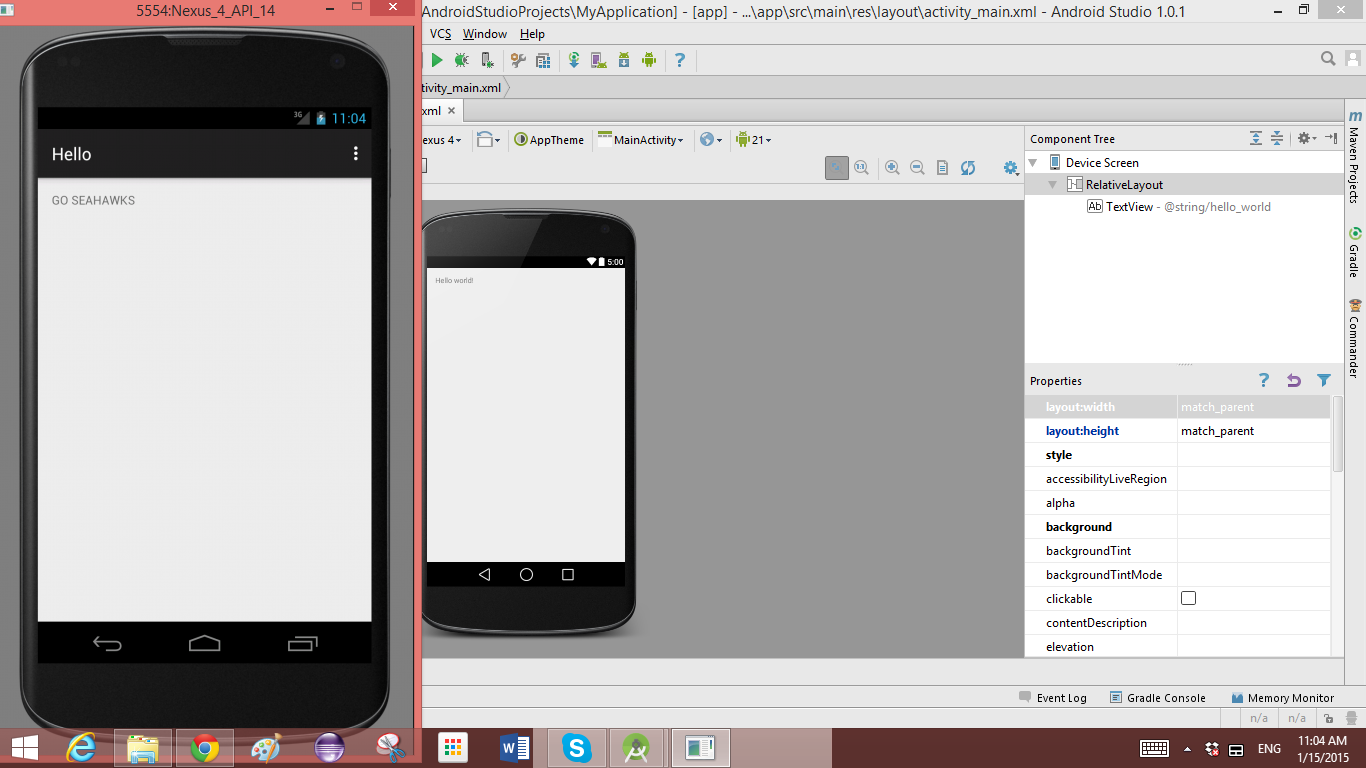 5554:Nexus_4_API_14
AndroidStudioProjects\MyApplication] - [app] - ...\app\src\main\res\layout\activity_main.xml - Android Studio 1.0.1
VCS Window Help
tivity_main.xml
xml
exus 4 AppTheme MainActivity 21
3G 11:04
Hello
GO SEAHAWKS
5:00
Hello world!
Component Tree
Device Screen
RelativeLayout
Ab TextView - @string/hello_world
Properties
layout:width match_parent
layout:height match_parent
style
accessibilityLiveRegion
alpha
background
backgroundTint
backgroundTintMode
clickable
contentDescription
elevation
m Maven Projects
Gradle
Commander
Event Log Gradle Console Memory Monitor
n/a n/a
ENG
11:04 AM
1/15/2015